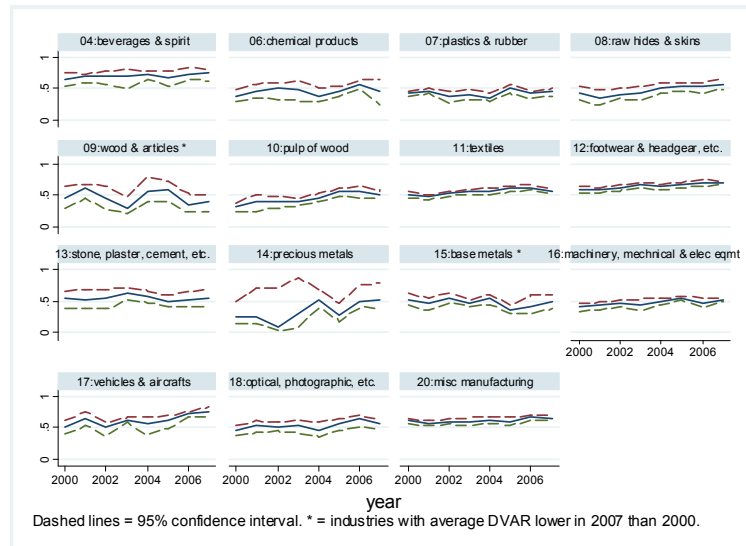 04:beverages & spirit
06:chemical products
07:plastics & rubber
08:raw hides & skins
0 .5 1
09:wood & articles *
10:pulp of wood
11:textiles
12:footwear & headgear, etc.
0 .5 1
13:stone, plaster, cement, etc.
14:precious metals
15:base metals *
16:machinery, mechnical & elec eqmt
0 .5 1
2000 2002 2004 2006
17:vehicles & aircrafts
18:optical, photographic, etc.
20:misc manufacturing
0 .5 1
2000 2002 2004 2006
2000 2002 2004 2006
2000 2002 2004 2006
year
Dashed lines = 95% confidence interval. * = industries with average DVAR lower in 2007 than 2000.